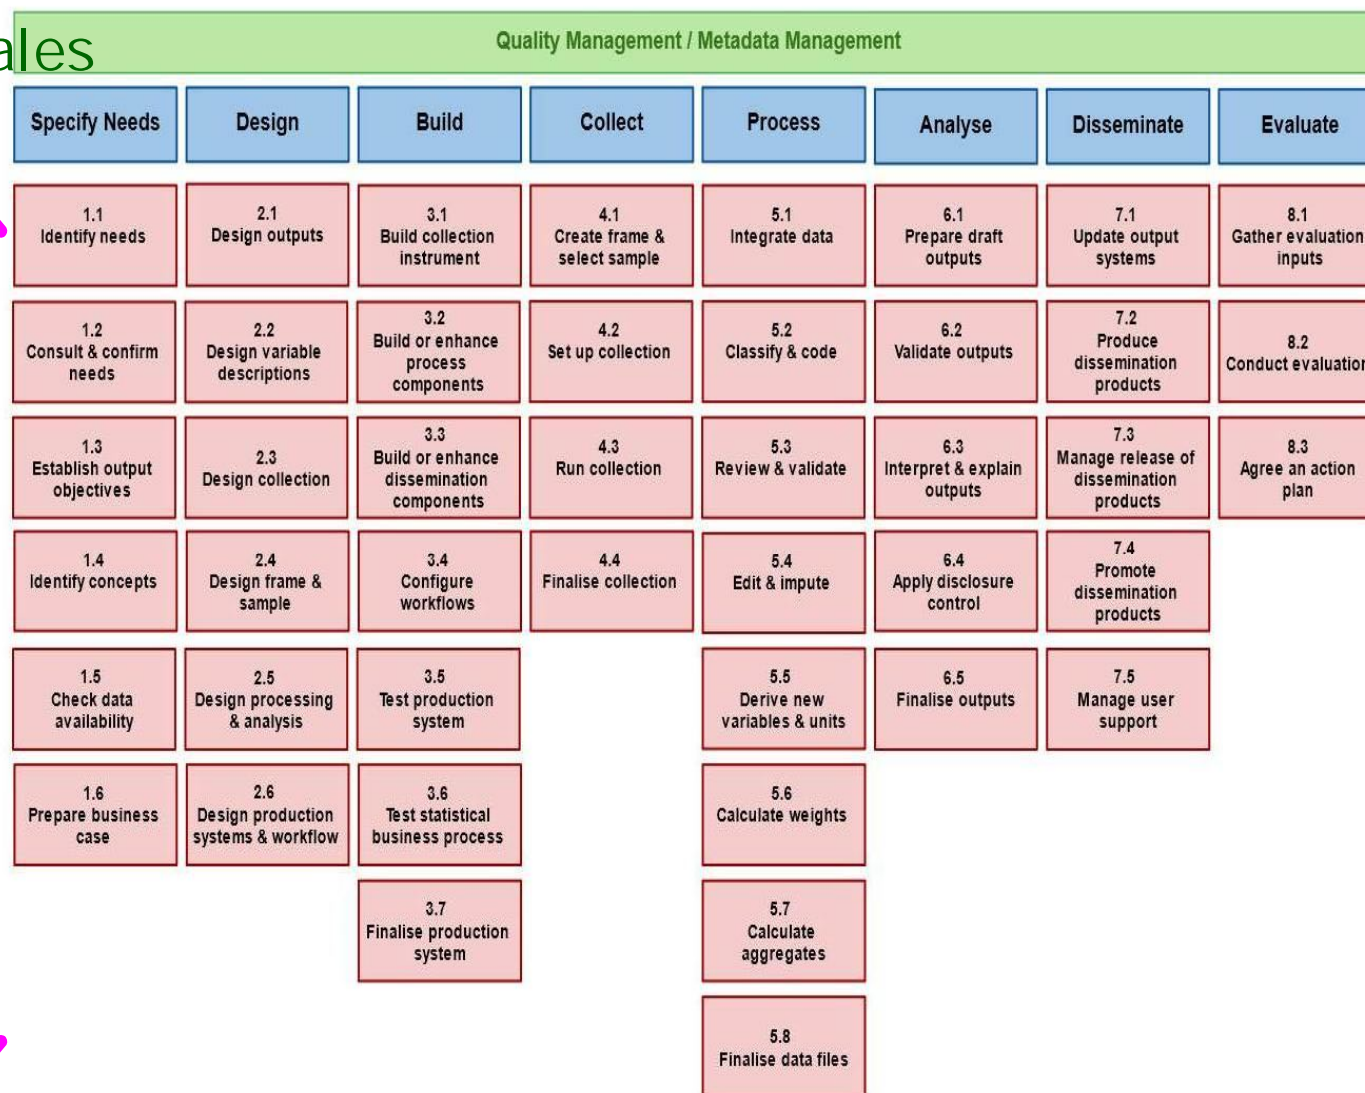 ales
Quality Management / Metadata Management
Specify Needs
Design
Build
Collect
Process
Analyse
Disseminate
Evaluate
1.1
Identify needs
2.1
Design outputs
3.1
Build collection
instrument
4.1
Create frame &
select sample
5.1
Integrate data
6.1
Prepare draft
outputs
7.1
Update output
systems
8.1
Gather evaluation
inputs
1.2
Consult & confirm
needs
2.2
Design variable
descriptions
3.2
Build or enhance
process
components
4.2
Set up collection
5.2
Classify & code
6.2
Validate outputs
7.2
Produce
dissemination
products
8.2
Conduct evaluation
1.3
Establish output
objectives
2.3
Design collection
3.3
Build or enhance
dissemination
components
4.3
Run collection
5.3
Review & validate
6.3
Interpret & explain
outputs
7.3
Manage release of
dissemination
products
8.3
Agree an action
plan
1.4
Identify concepts
2.4
Design frame &
sample
3.4
Configure
workflows
4.4
Finalise collection
5.4
Edit & impute
6.4
Apply disclosure
control
7.4
Promote
dissemination
products
1.5
Check data
availability
2.5
Design processing
& analysis
3.5
Test production
system
5.5
Derive new
variables & units
6.5
Finalise outputs
7.5
Manage user
support
1.6
Prepare business
case
2.6
Design production
systems & workflow
3.6
Test statistical
business process
5.6
Calculate weights
3.7
Finalise production
system
5.7
Calculate
aggregates
5.8
Finalise data files